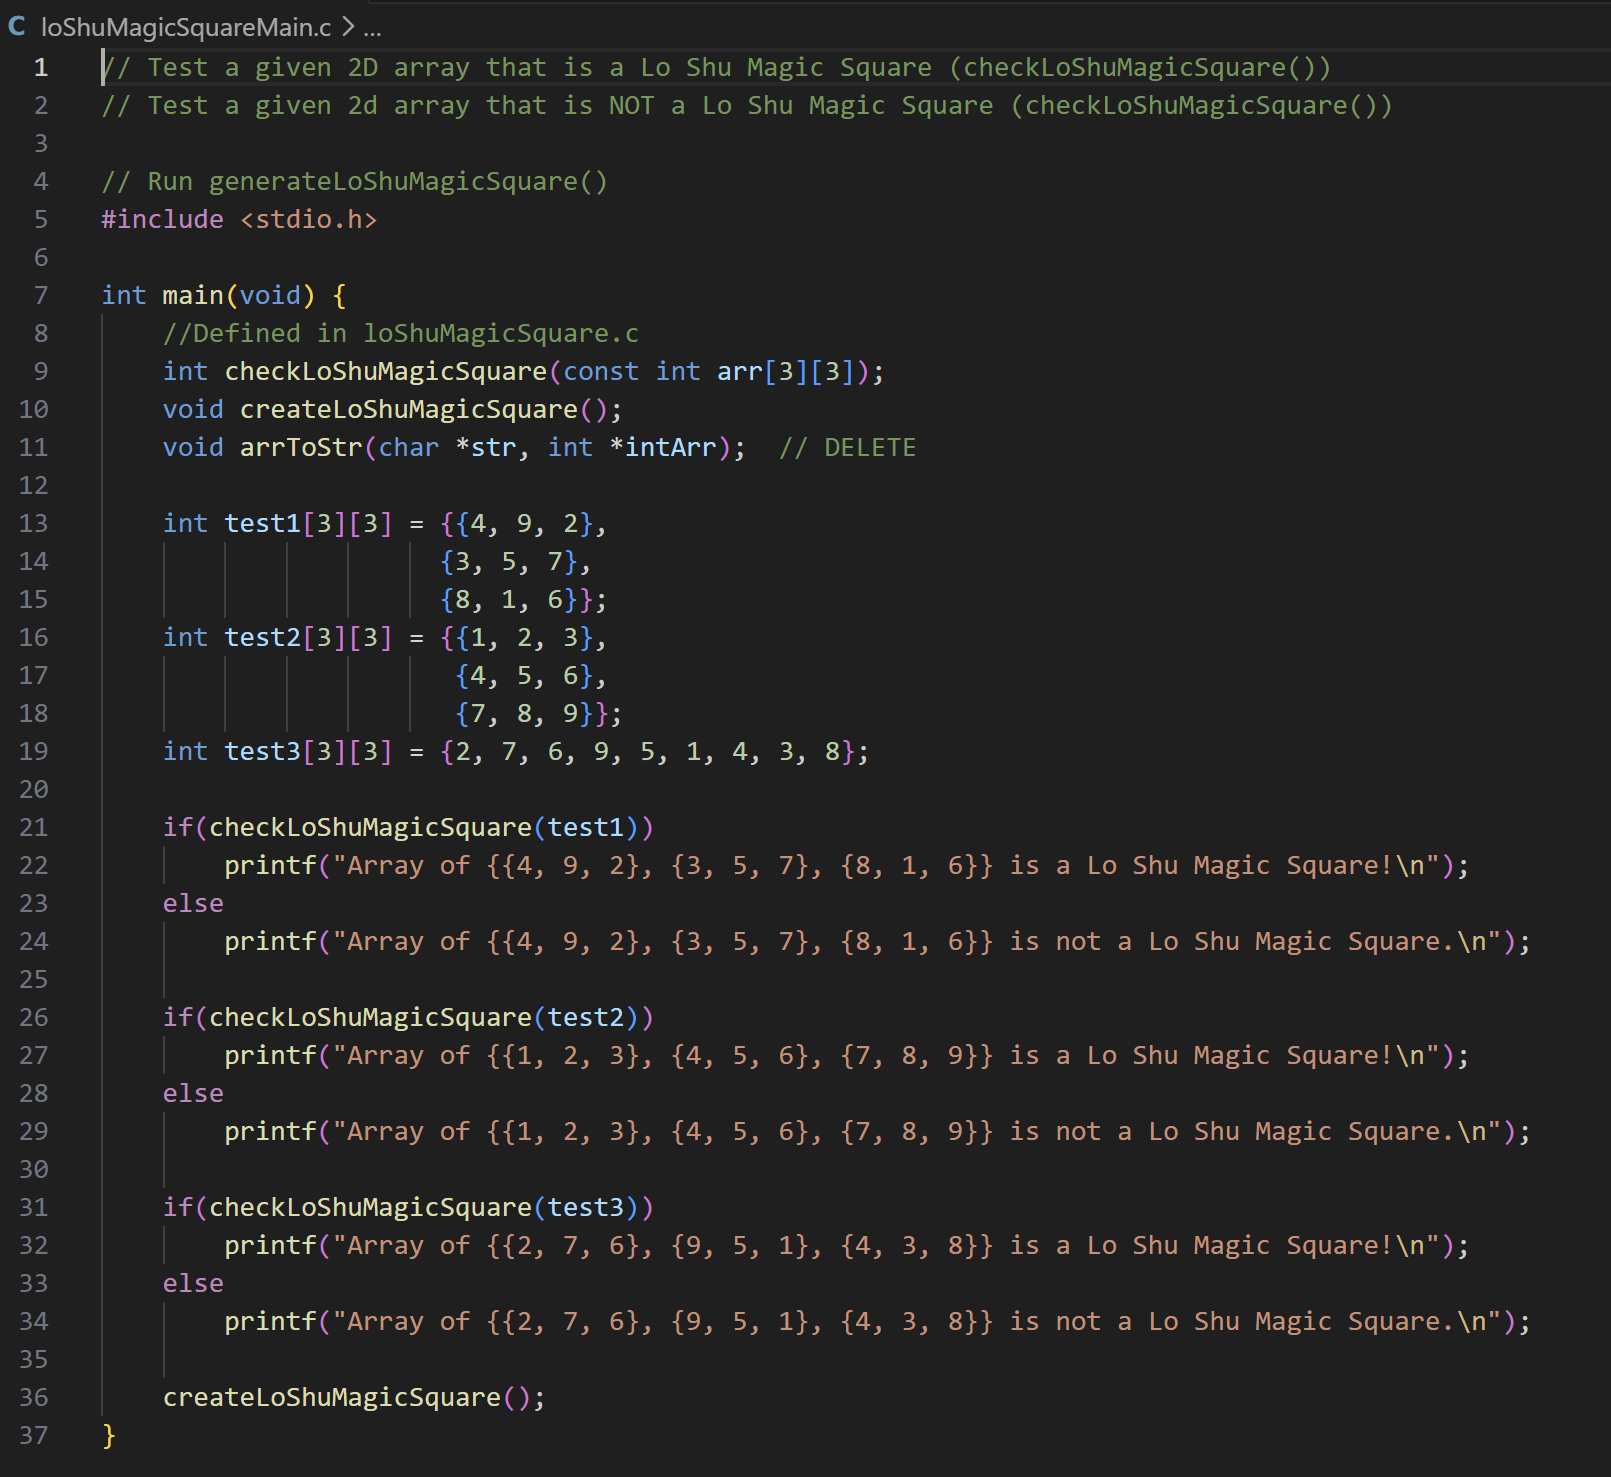 C loShuMagicSquareMain.c > ...
1 // Test a given 2D array that is a Lo Shu Magic Square (checkLoShuMagicSquare())
2 // Test a given 2d array that is NOT a Lo Shu Magic Square (checkLoShuMagicSquare())
3
4 // Run generateLoShuMagicSquare()
5 #include <stdio.h>
6
7 int main(void) {
8     //Defined in loShuMagicSquare.c
9     int checkLoShuMagicSquare(const int arr[3][3]);
10     void createLoShuMagicSquare();
11     void arrToStr(char *str, int *intArr);  // DELETE
12
13     int test1[3][3] = {{4, 9, 2},
14                       {3, 5, 7},
15                       {8, 1, 6}};
16     int test2[3][3] = {{1, 2, 3},
17                        {4, 5, 6},
18                        {7, 8, 9}};
19     int test3[3][3] = {2, 7, 6, 9, 5, 1, 4, 3, 8};
20
21     if(checkLoShuMagicSquare(test1))
22         printf("Array of {{4, 9, 2}, {3, 5, 7}, {8, 1, 6}} is a Lo Shu Magic Square!\n");
23     else
24         printf("Array of {{4, 9, 2}, {3, 5, 7}, {8, 1, 6}} is not a Lo Shu Magic Square.\n");
25
26     if(checkLoShuMagicSquare(test2))
27         printf("Array of {{1, 2, 3}, {4, 5, 6}, {7, 8, 9}} is a Lo Shu Magic Square!\n");
28     else
29         printf("Array of {{1, 2, 3}, {4, 5, 6}, {7, 8, 9}} is not a Lo Shu Magic Square.\n");
30
31     if(checkLoShuMagicSquare(test3))
32         printf("Array of {{2, 7, 6}, {9, 5, 1}, {4, 3, 8}} is a Lo Shu Magic Square!\n");
33     else
34         printf("Array of {{2, 7, 6}, {9, 5, 1}, {4, 3, 8}} is not a Lo Shu Magic Square.\n");
35
36     createLoShuMagicSquare();
37 }